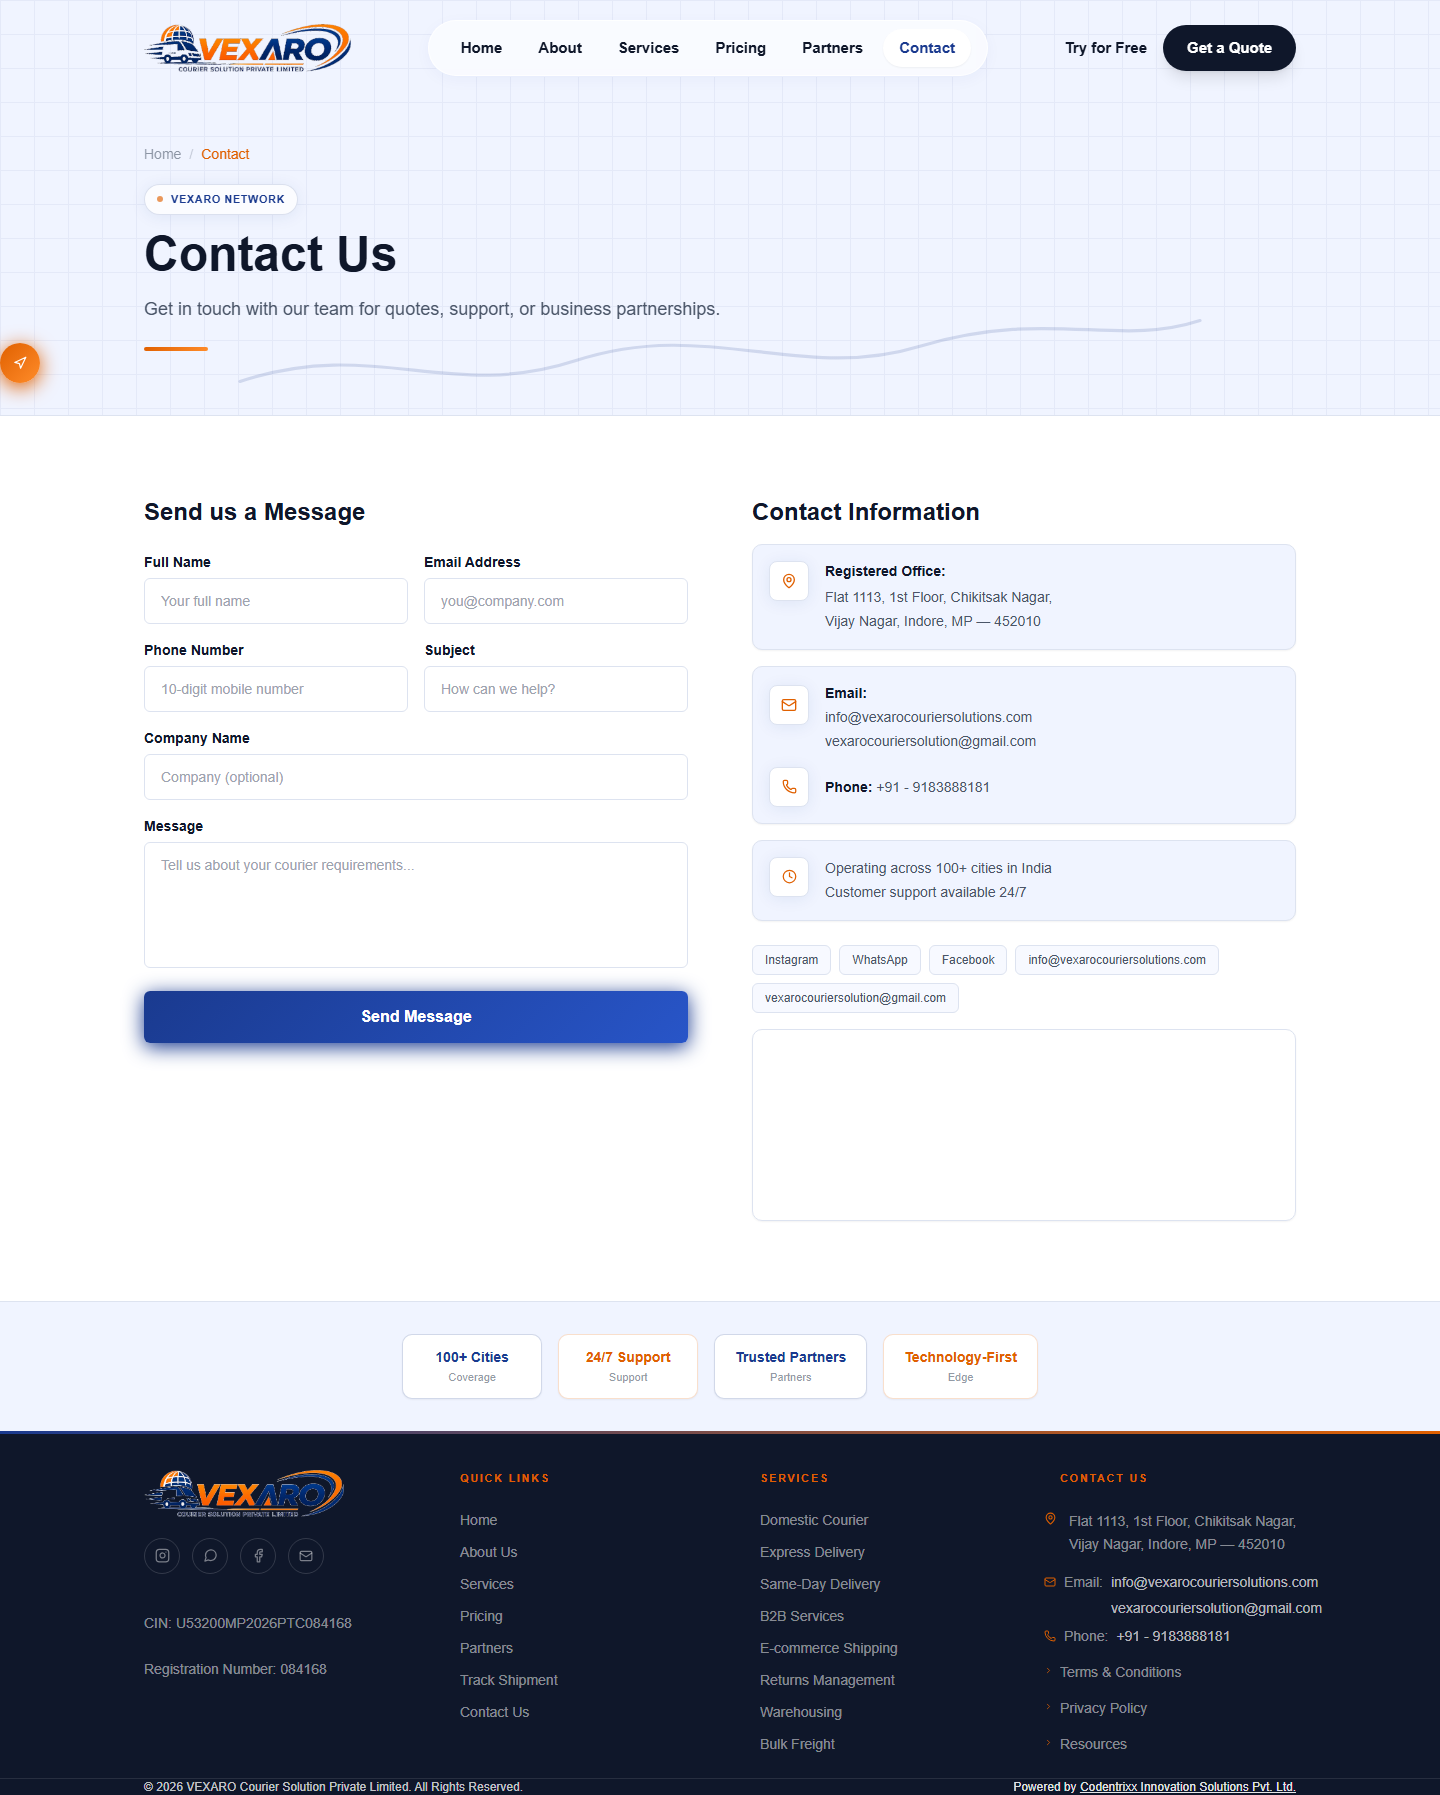 VEXARO
COURIER SOLUTION PRIVATE LIMITED
Home
About
Services
Pricing
Partners
Contact
Try for Free
Get a Quote
Home / Contact
VEXARO NETWORK
Contact Us
Get in touch with our team for quotes, support, or business partnerships.
Send us a Message
Full Name
Email Address
Your full name
you@company.com
Phone Number
Subject
10-digit mobile number
How can we help?
Company Name
Company (optional)
Message
Tell us about your courier requirements...
Send Message
Contact Information
Registered Office:
Flat 1113, 1st Floor, Chikitsak Nagar,
Vijay Nagar, Indore, MP — 452010
Email:
info@vexarocouriersolutions.com
vexarocouriersolution@gmail.com
Phone: +91 - 9183888181
Operating across 100+ cities in India
Customer support available 24/7
Instagram
WhatsApp
Facebook
info@vexarocouriersolutions.com
vexarocouriersolution@gmail.com
100+ Cities
Coverage
24/7 Support
Support
Trusted Partners
Partners
Technology-First
Edge
VEXARO
COURIER SOLUTION PRIVATE LIMITED
CIN: U53200MP2026PTC084168
Registration Number: 084168
QUICK LINKS
Home
About Us
Services
Pricing
Partners
Track Shipment
Contact Us
SERVICES
Domestic Courier
Express Delivery
Same-Day Delivery
B2B Services
E-commerce Shipping
Returns Management
Warehousing
Bulk Freight
CONTACT US
Flat 1113, 1st Floor, Chikitsak Nagar,
Vijay Nagar, Indore, MP — 452010
Email: info@vexarocouriersolutions.com
vexarocouriersolution@gmail.com
Phone: +91 - 9183888181
Terms & Conditions
Privacy Policy
Resources
© 2026 VEXARO Courier Solution Private Limited. All Rights Reserved.
Powered by Codentrixx Innovation Solutions Pvt. Ltd.